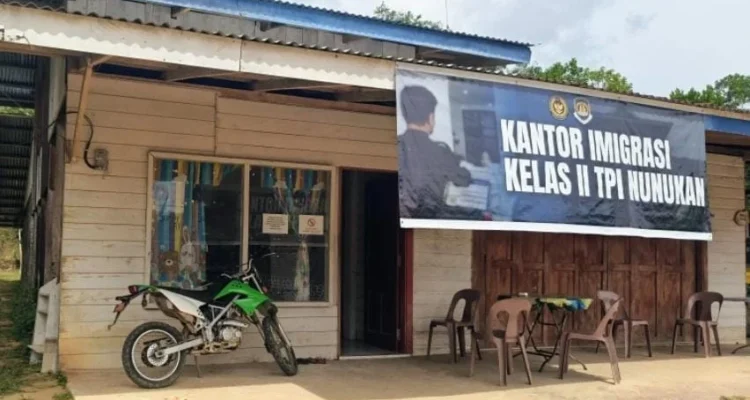 KANTOR IMIGRASI
KELAS II TPI NUNUKAN